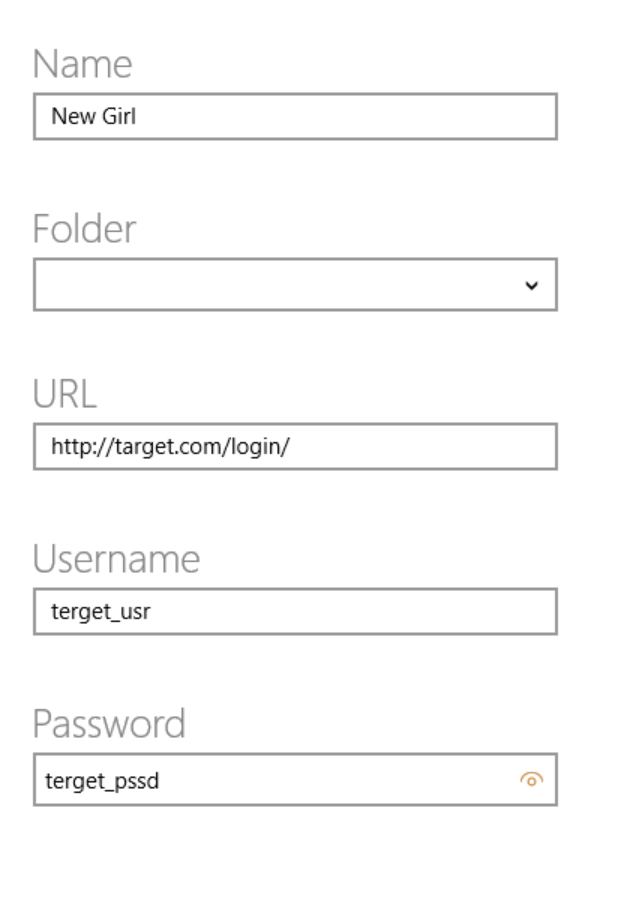 Name
New Girl
Folder
URL
http://target.com/login/
Username
terget_usr
Password
terget_pssd